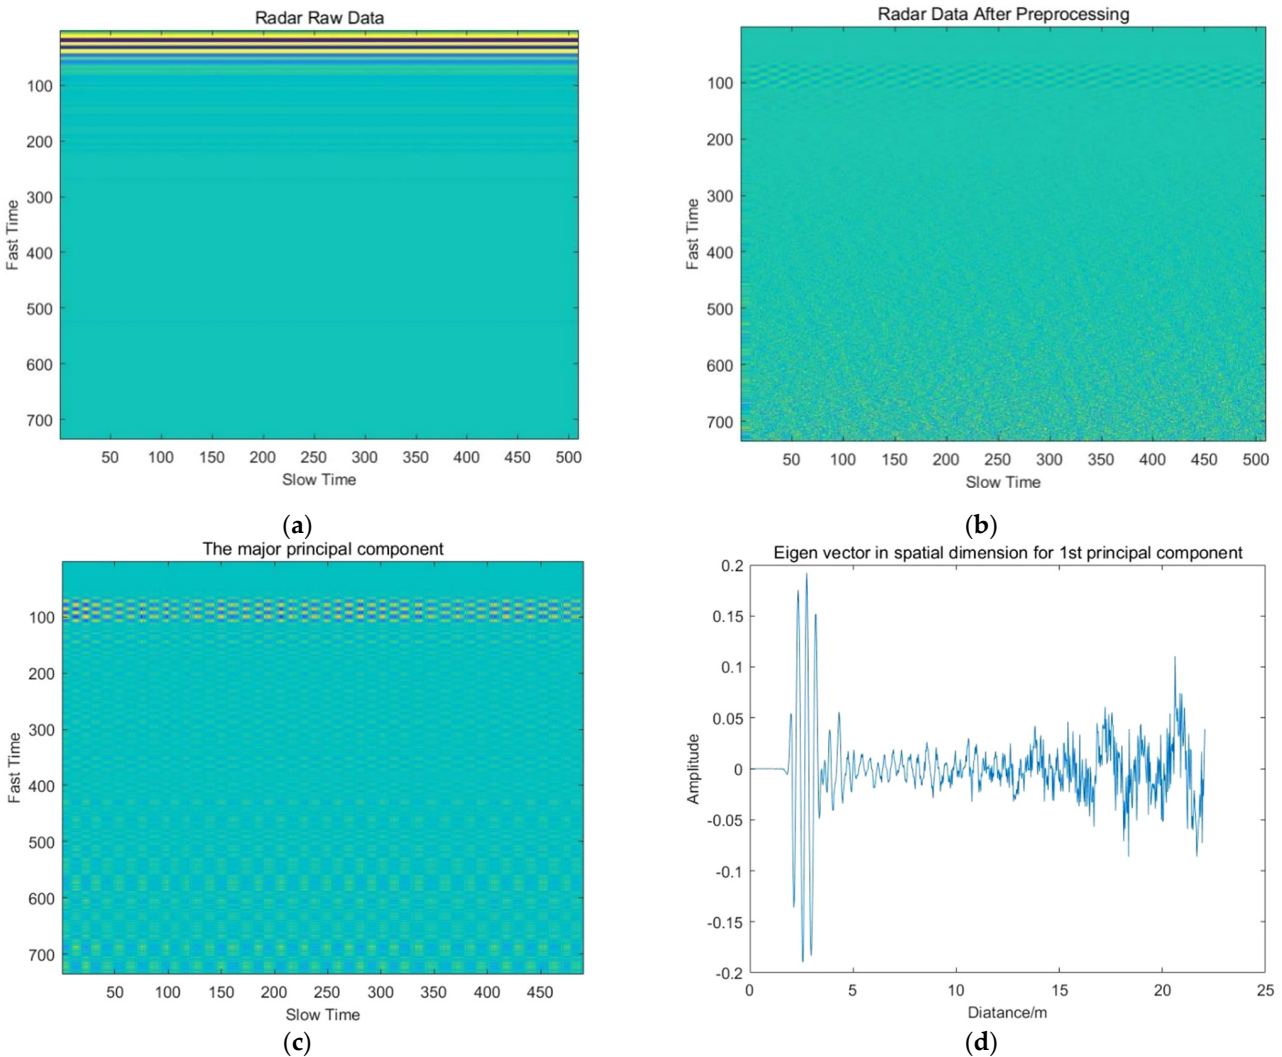 Radar Raw Data
100
200
300
400
500
600
700
Fast Time
50 100 150 200 250 300 350 400 450 500
Slow Time
(a)
Radar Data After Preprocessing
100
200
300
400
500
600
700
Fast Time
50 100 150 200 250 300 350 400 450 500
Slow Time
(b)
The major principal component
100
200
300
400
500
600
700
Fast Time
50 100 150 200 250 300 350 400 450
Slow Time
(c)
Eigen vector in spatial dimension for 1st principal component
0.2
0.15
0.1
0.05
0
-0.05
-0.1
-0.15
-0.2
Amplitude
0 5 10 15 20 25
Diatance/m
(d)